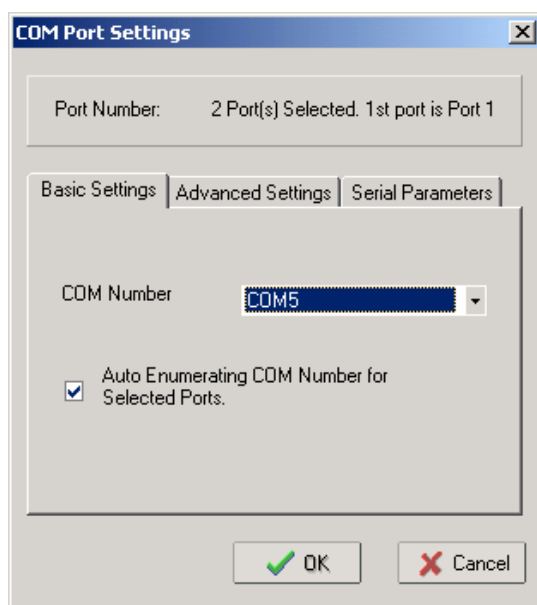 COM Port Settings
Port Number: 2 Port(s) Selected. 1st port is Port 1
Basic Settings Advanced Settings Serial Parameters
COM Number COM5
Auto Enumerating COM Number for
Selected Ports.
OK Cancel